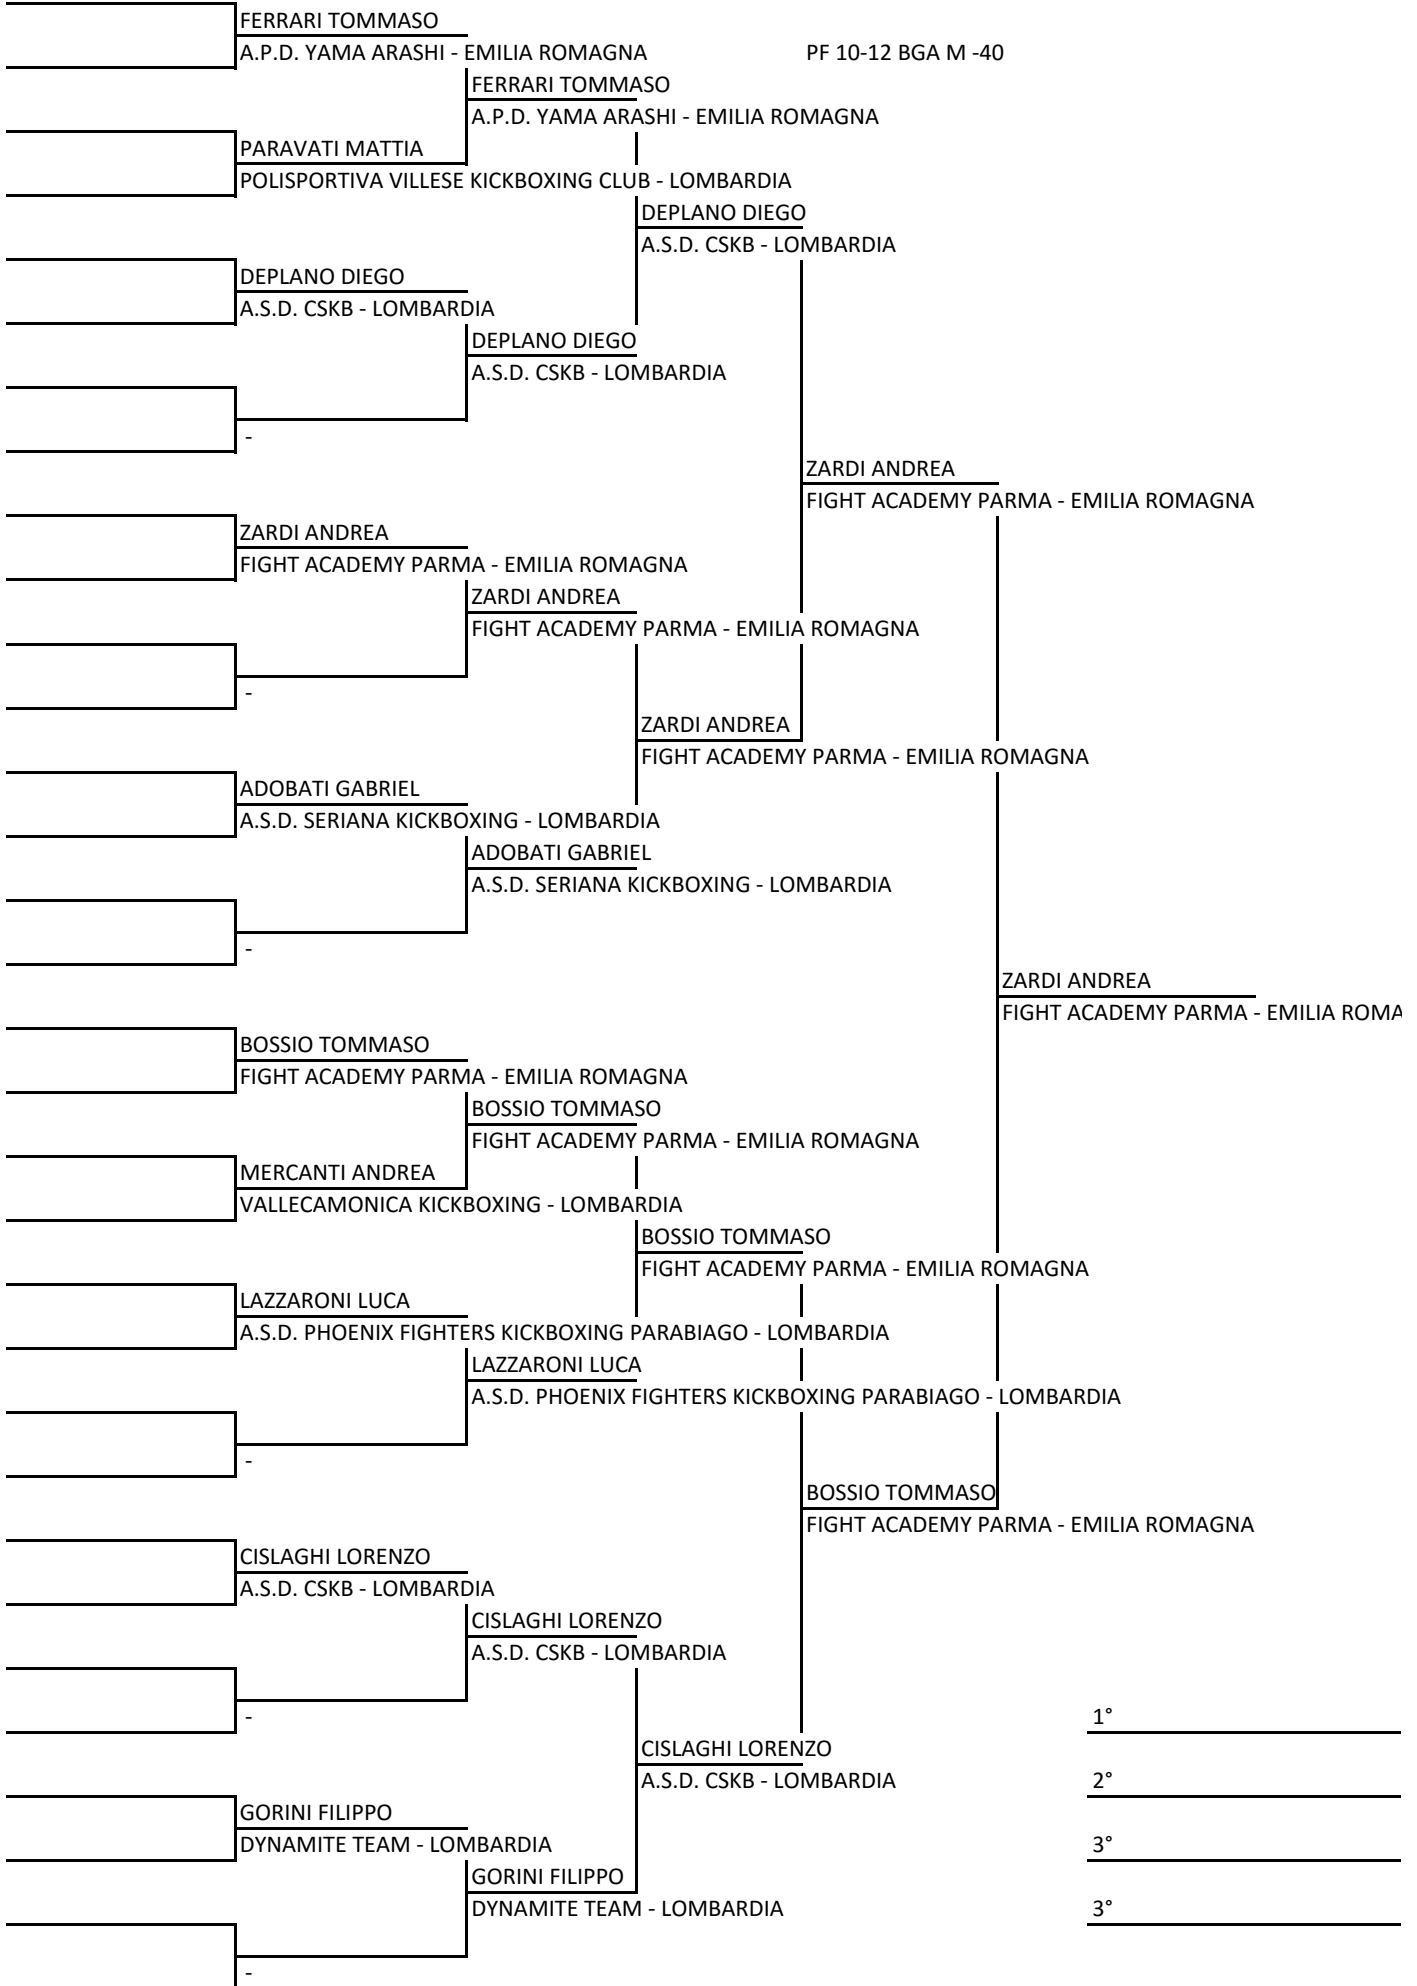 FERRARI TOMMASO
A.P.D. YAMA ARASHI - EMILIA ROMAGNA
PF 10-12 BGA M -40
FERRARI TOMMASO
A.P.D. YAMA ARASHI - EMILIA ROMAGNA
PARAVATI MATTIA
POLISPORTIVA VILLESE KICKBOXING CLUB - LOMBARDIA
DEPLANO DIEGO
A.S.D. CSKB - LOMBARDIA
DEPLANO DIEGO
A.S.D. CSKB - LOMBARDIA
DEPLANO DIEGO
A.S.D. CSKB - LOMBARDIA
-
ZARDI ANDREA
FIGHT ACADEMY PARMA - EMILIA ROMAGNA
ZARDI ANDREA
FIGHT ACADEMY PARMA - EMILIA ROMAGNA
ZARDI ANDREA
FIGHT ACADEMY PARMA - EMILIA ROMAGNA
-
ZARDI ANDREA
FIGHT ACADEMY PARMA - EMILIA ROMAGNA
ADOBATI GABRIEL
A.S.D. SERIANA KICKBOXING - LOMBARDIA
ADOBATI GABRIEL
A.S.D. SERIANA KICKBOXING - LOMBARDIA
-
ZARDI ANDREA
FIGHT ACADEMY PARMA - EMILIA ROMA
BOSSIO TOMMASO
FIGHT ACADEMY PARMA - EMILIA ROMAGNA
BOSSIO TOMMASO
FIGHT ACADEMY PARMA - EMILIA ROMAGNA
MERCANTI ANDREA
VALLECAMONICA KICKBOXING - LOMBARDIA
BOSSIO TOMMASO
FIGHT ACADEMY PARMA - EMILIA ROMAGNA
LAZZARONI LUCA
A.S.D. PHOENIX FIGHTERS KICKBOXING PARABIAGO - LOMBARDIA
LAZZARONI LUCA
A.S.D. PHOENIX FIGHTERS KICKBOXING PARABIAGO - LOMBARDIA
-
BOSSIO TOMMASO
FIGHT ACADEMY PARMA - EMILIA ROMAGNA
CISLAGHI LORENZO
A.S.D. CSKB - LOMBARDIA
CISLAGHI LORENZO
A.S.D. CSKB - LOMBARDIA
-
1°
CISLAGHI LORENZO
A.S.D. CSKB - LOMBARDIA
2°
GORINI FILIPPO
DYNAMITE TEAM - LOMBARDIA
3°
GORINI FILIPPO
DYNAMITE TEAM - LOMBARDIA
3°
-